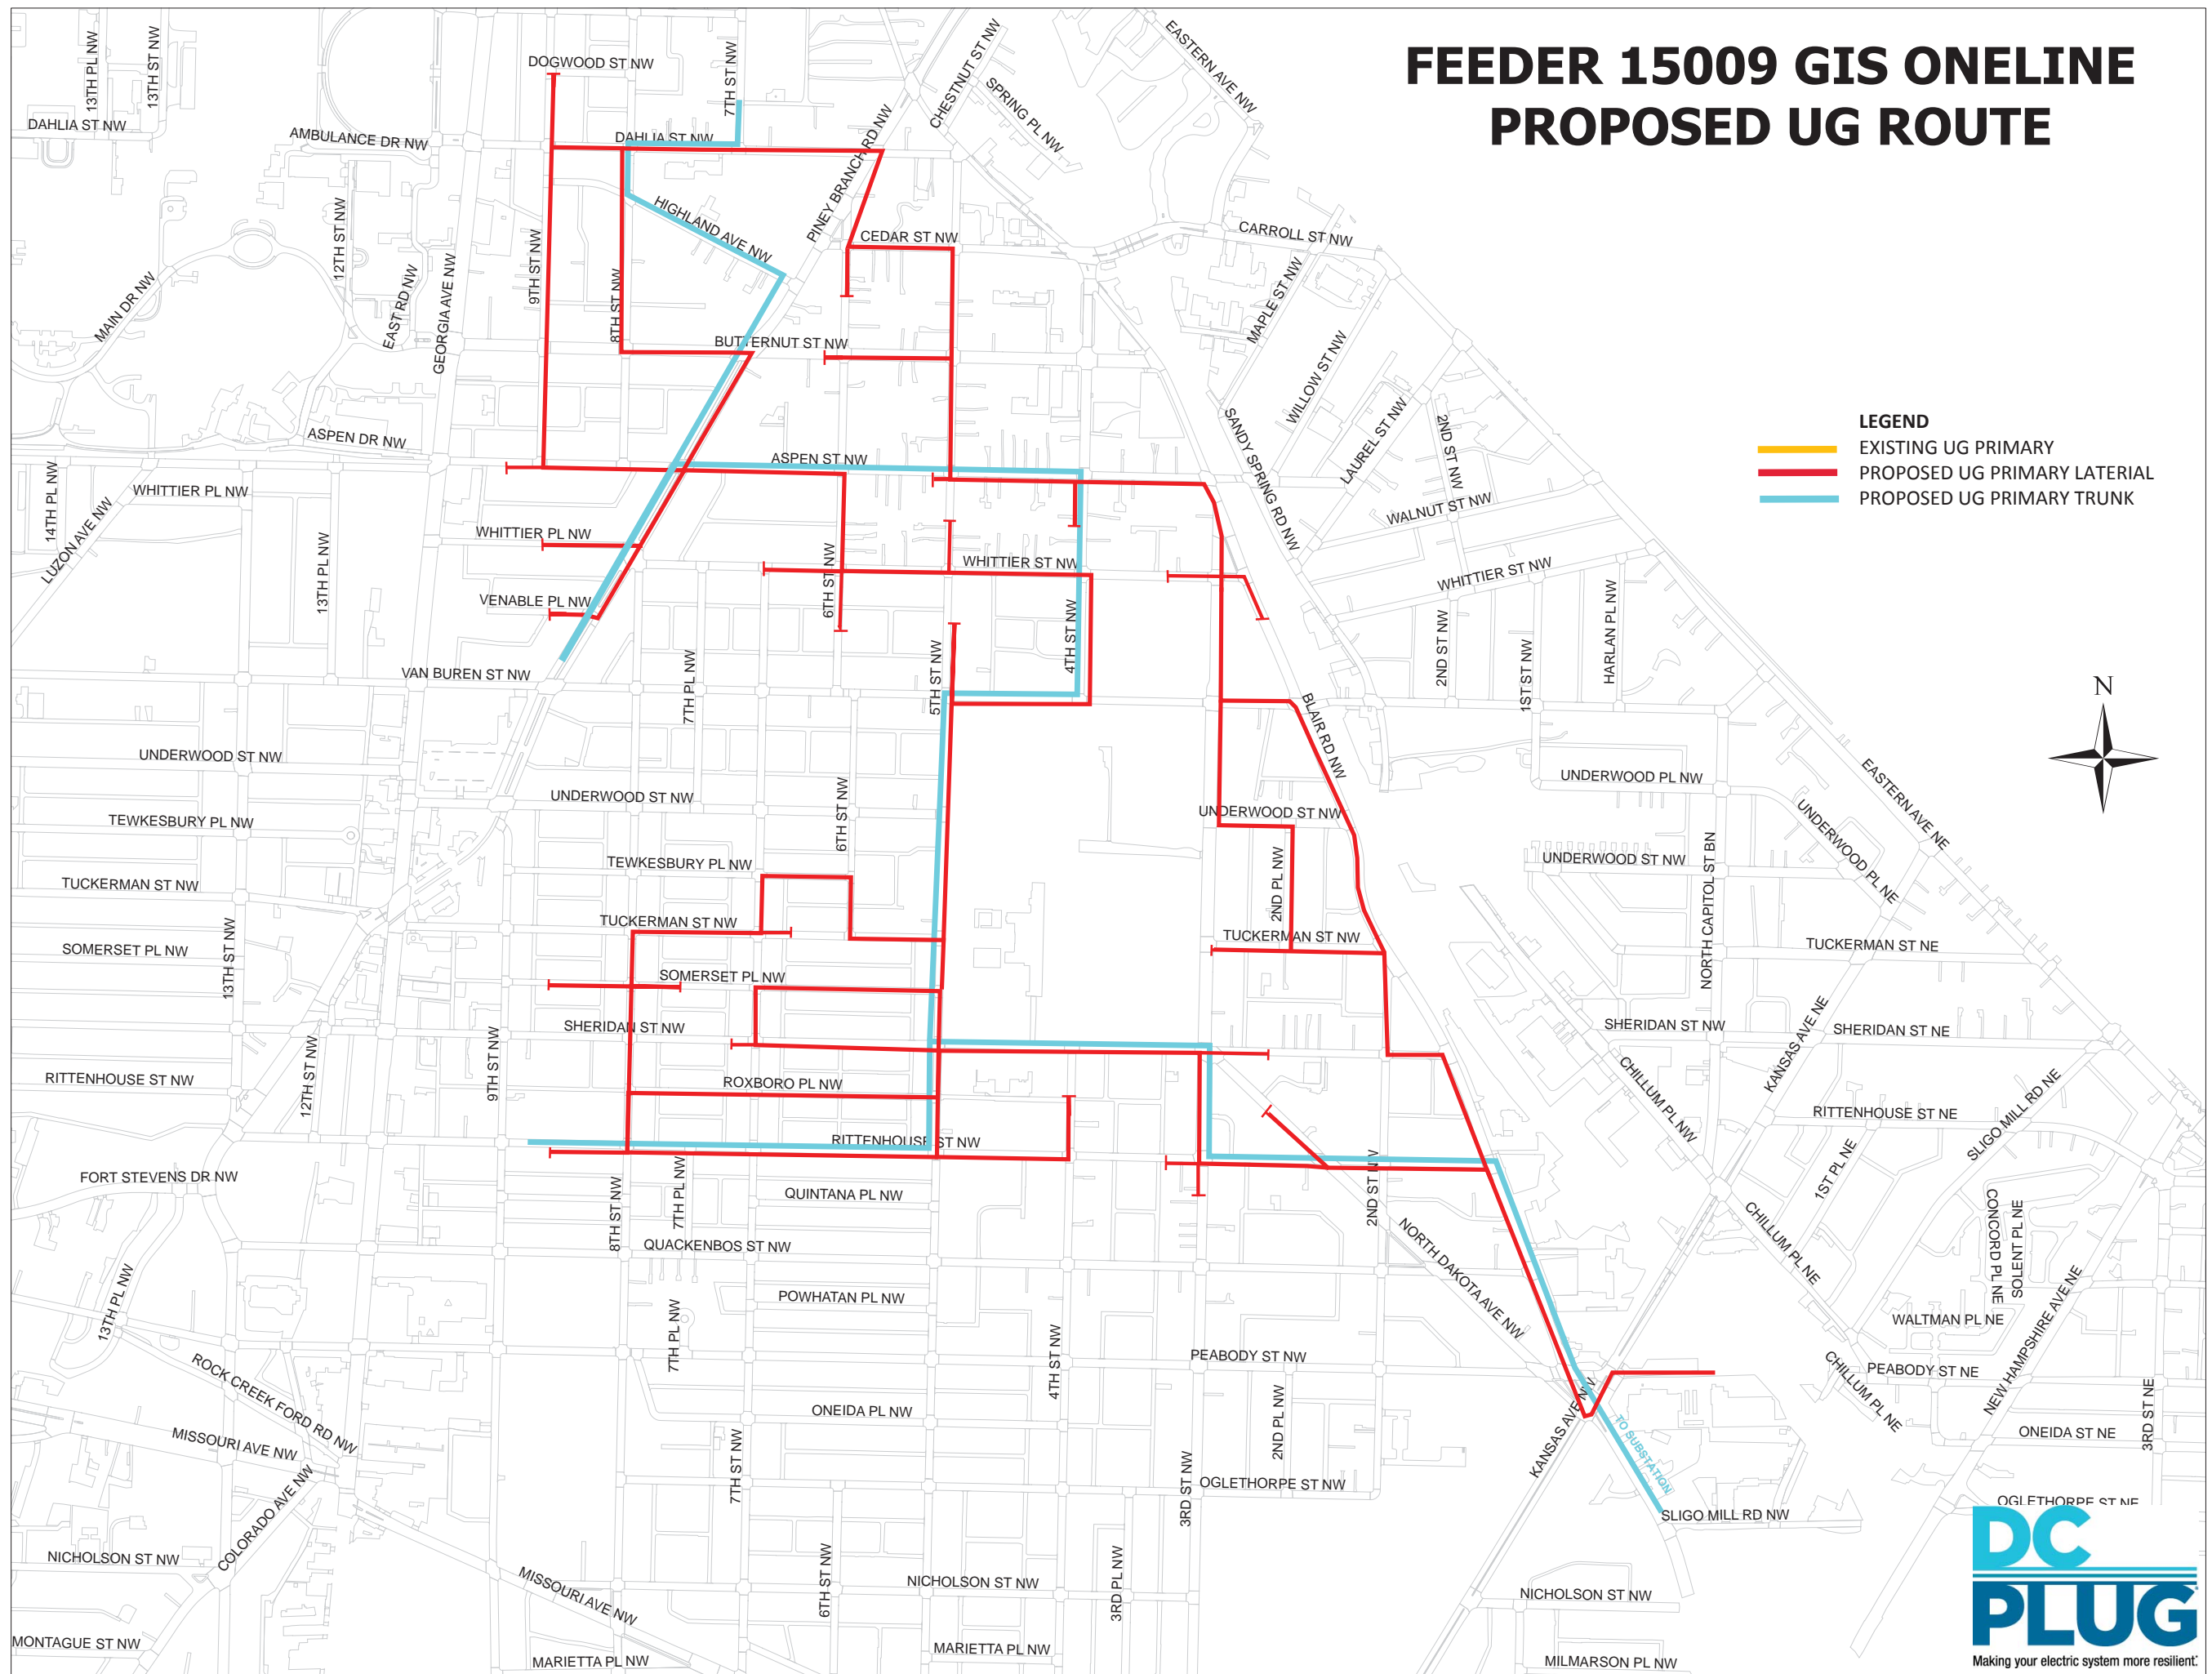 FEEDER 15009 GIS ONELINE
PROPOSED UG ROUTE
LEGEND
EXISTING UG PRIMARY
PROPOSED UG PRIMARY LATERIAL
PROPOSED UG PRIMARY TRUNK
N
13TH PL NW
13TH ST NW
DOGWOOD ST NW
7TH ST NW
CHESTNUT ST NW
EASTERN AVE NW
SPRING PL NW
DAHLIA ST NW
AMBULANCE DR NW
DAHLIA ST NW
PINEY BRANCH RD NW
12TH ST NW
HIGHLAND AVE NW
CEDAR ST NW
CARROLL ST NW
MAIN DR NW
EAST RD NW
GEORGIA AVE NW
9TH ST NW
8TH ST NW
BUTTERNUT ST NW
MAPLE ST NW
WILLOW ST NW
LAUREL ST NW
2ND ST NW
SANDY SPRING RD NW
ASPEN DR NW
ASPEN ST NW
14TH PL NW
WHITTIER PL NW
LUZON AVE NW
13TH PL NW
WHITTIER PL NW
WALNUT ST NW
WHITTIER ST NW
WHITTIER ST NW
VENABLE PL NW
6TH ST NW
4TH ST NW
5TH ST NW
2ND ST NW
1ST ST NW
HARLAN PL NW
VAN BUREN ST NW
7TH PL NW
BLAIR RD NW
UNDERWOOD ST NW
UNDERWOOD ST NW
6TH ST NW
UNDERWOOD ST NW
UNDERWOOD PL NW
EASTERN AVE NE
UNDERWOOD PL NE
TEWKESBURY PL NW
TEWKESBURY PL NW
2ND PL NW
UNDERWOOD ST NW
NORTH CAPITOL ST BN
TUCKERMAN ST NW
TUCKERMAN ST NW
TUCKERMAN ST NW
TUCKERMAN ST NE
13TH ST NW
SOMERSET PL NW
SOMERSET PL NW
SHERIDAN ST NW
SHERIDAN ST NW
SHERIDAN ST NE
KANSAS AVE NE
12TH ST NW
9TH ST NW
RITTENHOUSE ST NW
ROXBORO PL NW
CHILLUM PL NW
RITTENHOUSE ST NE
SLIGO MILL RD NE
RITTENHOUSE ST NW
1ST PL NE
FORT STEVENS DR NW
8TH ST NW
7TH PL NW
QUINTANA PL NW
2ND ST NW
NORTH DAKOTA AVE NW
CHILLUM PL NE
CONCORD PL NE
SOLENT PL NE
QUACKENBOS ST NW
13TH PL NW
POWHATAN PL NW
WALTMAN PL NE
NEW HAMPSHIRE AVE NE
7TH PL NW
4TH ST NW
PEABODY ST NW
CHILLUM PL NE
PEABODY ST NE
ROCK CREEK FORD RD NW
ONEIDA PL NW
2ND PL NW
KANSAS AVE NW
TO SUBSTATION
ONEIDA ST NE
3RD ST NE
MISSOURI AVE NW
7TH ST NW
3RD ST NW
OGLETHORPE ST NW
SLIGO MILL RD NW
OGLETHORPE ST NE
COLORADO AVE NW
NICHOLSON ST NW
MISSOURI AVE NW
6TH ST NW
NICHOLSON ST NW
3RD PL NW
NICHOLSON ST NW
MONTAGUE ST NW
MARIETTA PL NW
MARIETTA PL NW
MILMARSON PL NW
DC
PLUG
Making your electric system more resilient.